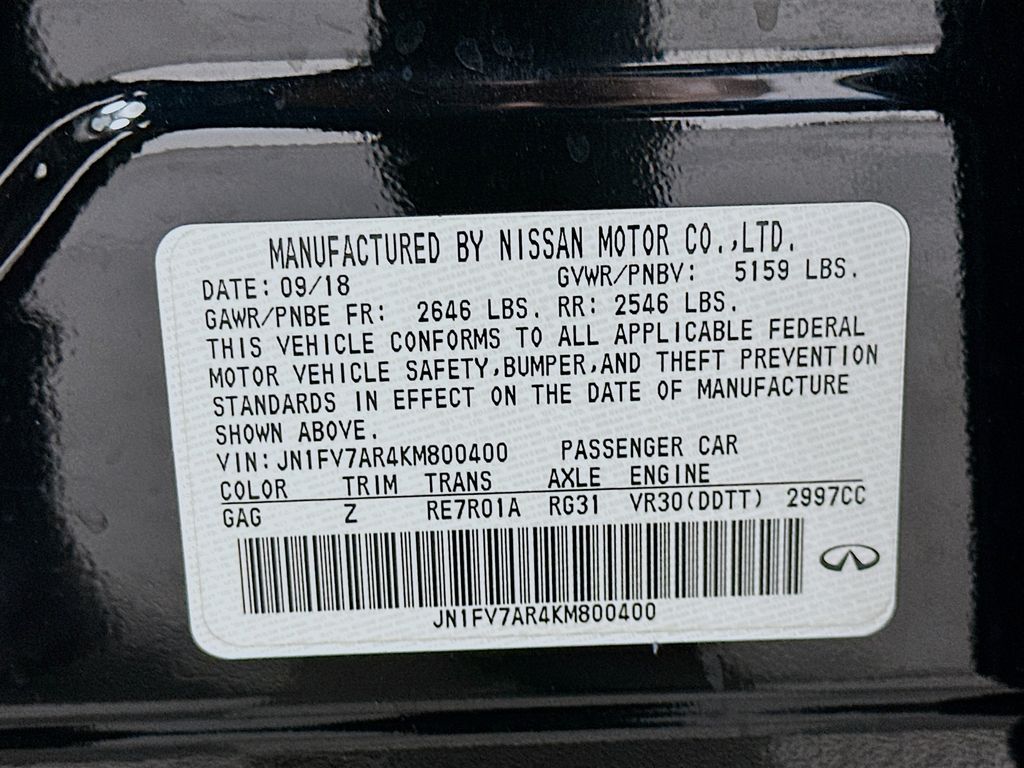 MANUFACTURED BY NISSAN MOTOR CO.,LTD.
DATE: 09/18 GVWR/PNBV: 5159 LBS.
GAWR/PNBE FR: 2646 LBS. RR: 2546 LBS.
THIS VEHICLE CONFORMS TO ALL APPLICABLE FEDERAL
MOTOR VEHICLE SAFETY,BUMPER,AND THEFT PREVENTION
STANDARDS IN EFFECT ON THE DATE OF MANUFACTURE
SHOWN ABOVE.
VIN: JN1FV7AR4KM800400 PASSENGER CAR
COLOR TRIM TRANS AXLE ENGINE
GAG Z RE7R01A RG31 VR30(DDTT) 2997CC
JN1FV7AR4KM800400